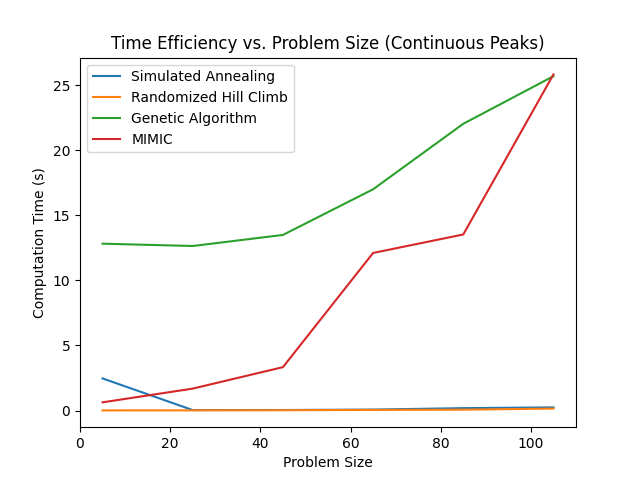 Time Efficiency vs. Problem Size (Continuous Peaks)
Simulated Annealing
Randomized Hill Climb
Genetic Algorithm
MIMIC
Computation Time (s)
25
20
15
10
5
0
0 20 40 60 80 100
Problem Size